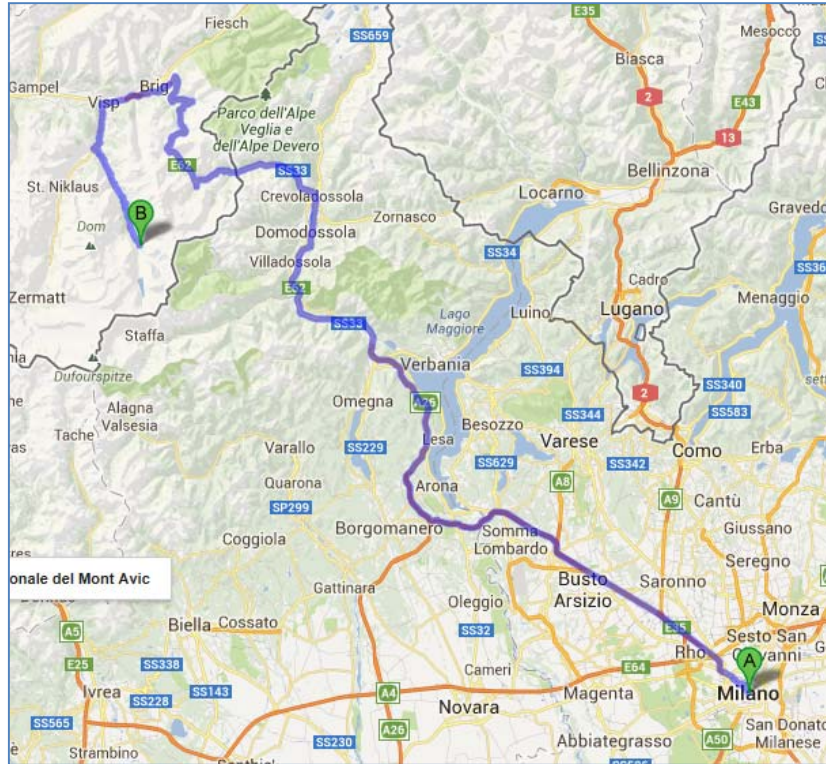 E35
Mesocco
Fiesch
SS659
Biasca
Gampel
Brig
Visp
Parco dell'Alpe
Veglia e
dell'Alpe Devero
2
E43
13
E62
SS33
Bellinzona
St. Niklaus
Crevoladossola
Locarno
B
Zornasco
Gravedo
Dom
Domodossola
SS34
Villadossola
Cadro
SS36
Zermatt
E62
Lago
Maggiore
Luino
Lugano
Menaggio
Staffa
SS33
Dufourspitze
Verbania
SS394
2
SS340
Alagna
Valsesia
Omegna
A26
Besozzo
SS344
SS583
Tache
Varallo
SS229
Lesa
Varese
Como
Erba
Quarona
Arona
SS629
SS342
SP299
A8
A9
Cantù
Coggiola
Borgomanero
Somma
Lombardo
Giussano
onale del Mont Avic
Gattinara
Busto
Arsizio
Saronno
Seregno
Oleggio
Monza
A5
Biella
Cossato
SS32
E35
Sesto San
Giovanni
E25
SS338
Cameri
E64
Rho
A
Ivrea
SS143
A4
Magenta
Milano
SS228
Novara
SS565
A26
San Donato
Milanese
Strambino
SS230
Abbiategrasso
A50